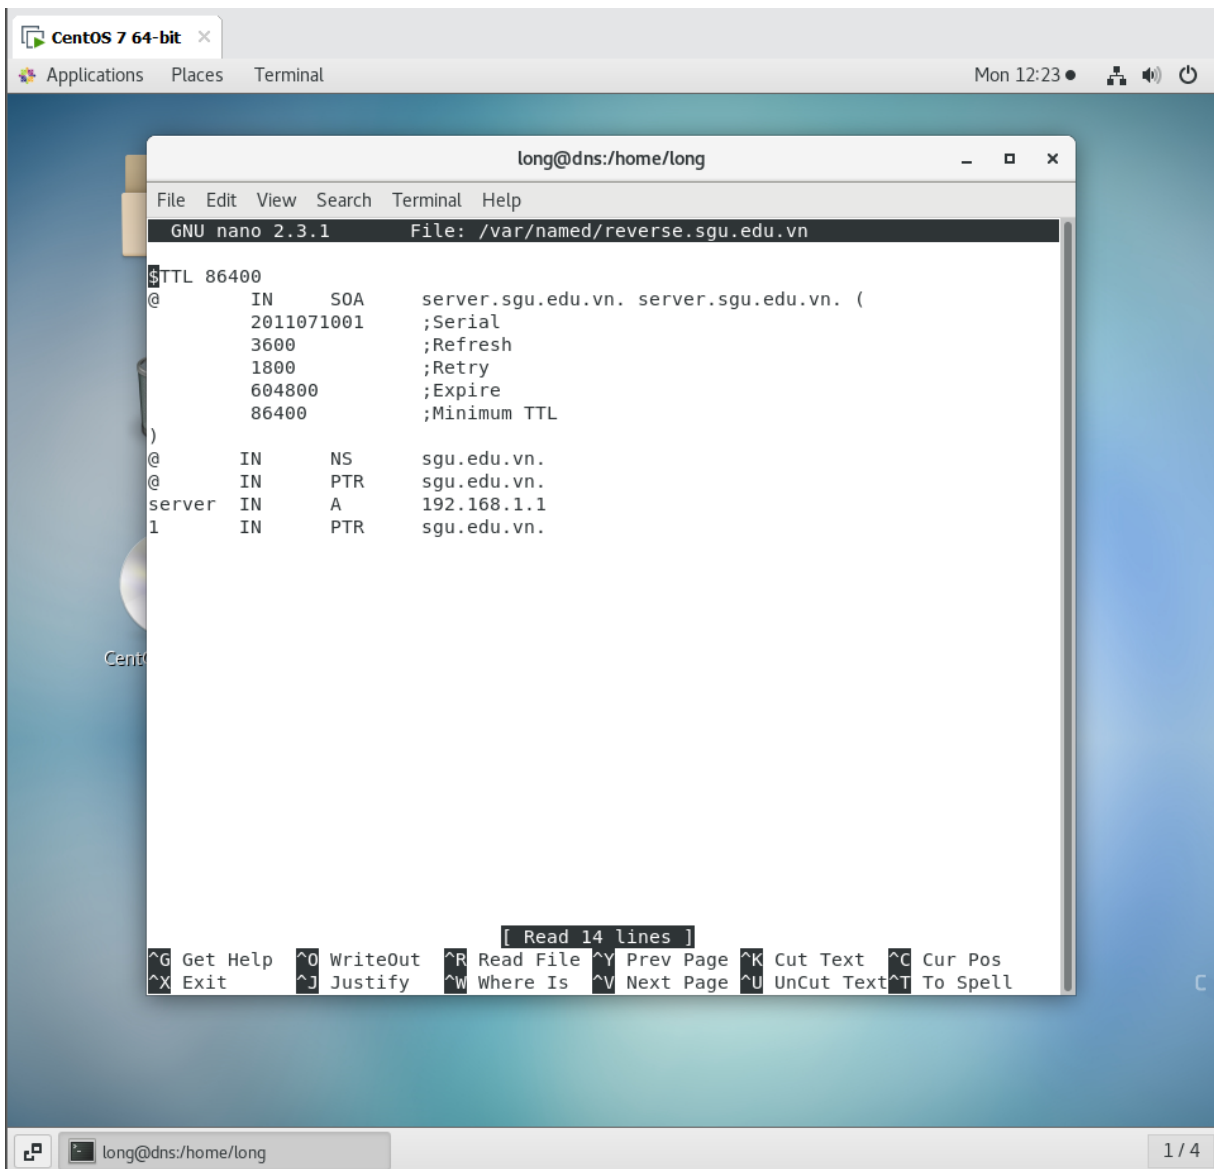 CentOS 7 64-bit
Applications Places Terminal Mon 12:23
long@dns:/home/long
File Edit View Search Terminal Help
GNU nano 2.3.1 File: /var/named/reverse.sgu.edu.vn
$TTL 86400
@ IN SOA server.sgu.edu.vn. server.sgu.edu.vn. (
2011071001 ;Serial
3600 ;Refresh
1800 ;Retry
604800 ;Expire
86400 ;Minimum TTL
)
@ IN NS sgu.edu.vn.
@ IN PTR sgu.edu.vn.
server IN A 192.168.1.1
1 IN PTR sgu.edu.vn.
Cent
[ Read 14 lines ]
^G Get Help ^O WriteOut ^R Read File ^Y Prev Page ^K Cut Text ^C Cur Pos
^X Exit ^J Justify ^W Where Is ^V Next Page ^U UnCut Text ^T To Spell
C
long@dns:/home/long 1 / 4